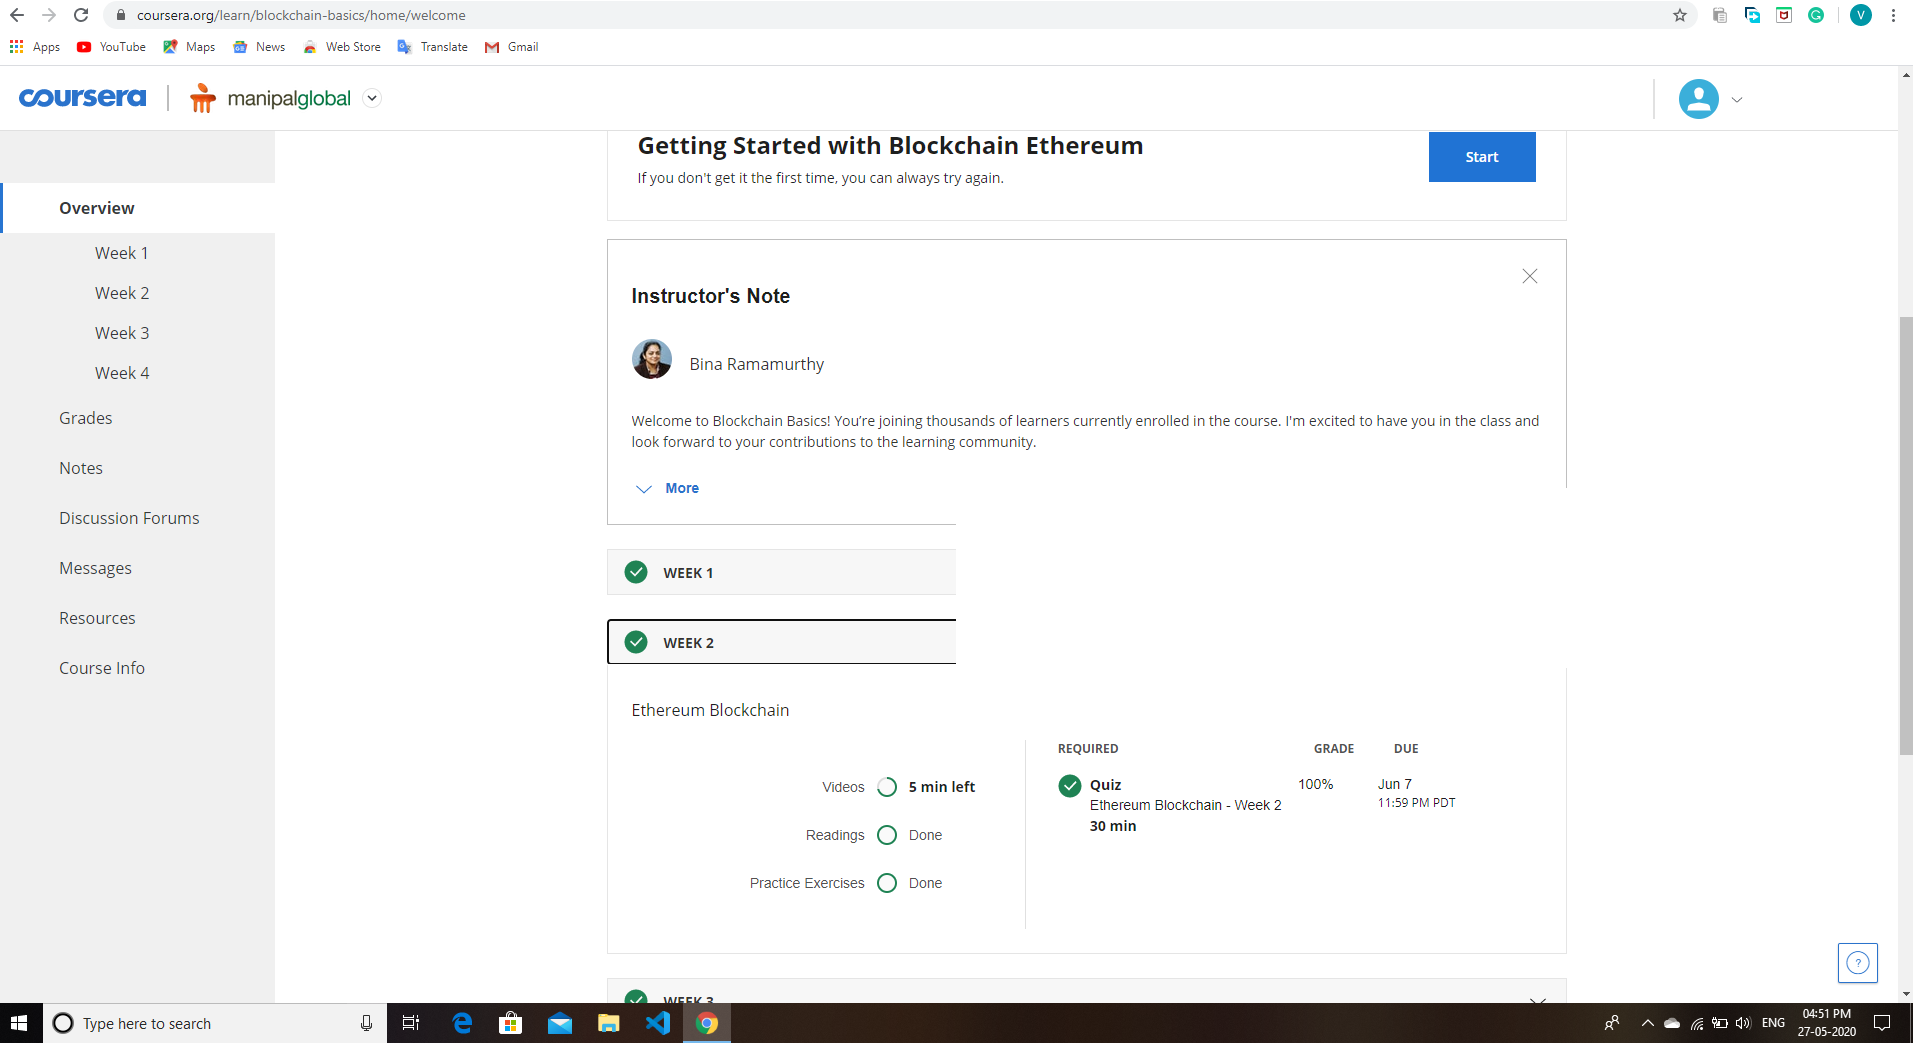 coursera.org/learn/blockchain-basics/home/welcome
V
Apps YouTube Maps News Web Store Translate Gmail
coursera manipalglobal
Getting Started with Blockchain Ethereum
If you don't get it the first time, you can always try again.
Start
Overview
Week 1
Week 2
Week 3
Week 4
Grades
Notes
Discussion Forums
Messages
Resources
Course Info
Instructor's Note
Bina Ramamurthy
Welcome to Blockchain Basics! You’re joining thousands of learners currently enrolled in the course. I'm excited to have you in the class and
look forward to your contributions to the learning community.
More
WEEK 1
WEEK 2
Ethereum Blockchain
Videos 5 min left
Readings Done
Practice Exercises Done
REQUIRED GRADE DUE
Quiz 100% Jun 7
Ethereum Blockchain - Week 2 11:59 PM PDT
30 min
?
WEEK 3
Type here to search
ENG
04:51 PM
27-05-2020